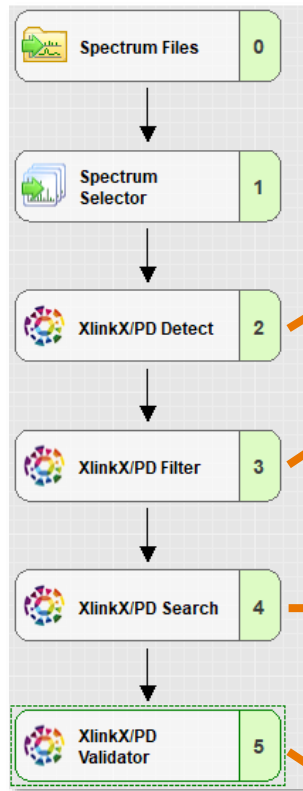 Spectrum Files 0
Spectrum
Selector 1
XlinkX/PD Detect 2
XlinkX/PD Filter 3
XlinkX/PD Search 4
XlinkX/PD
Validator 5